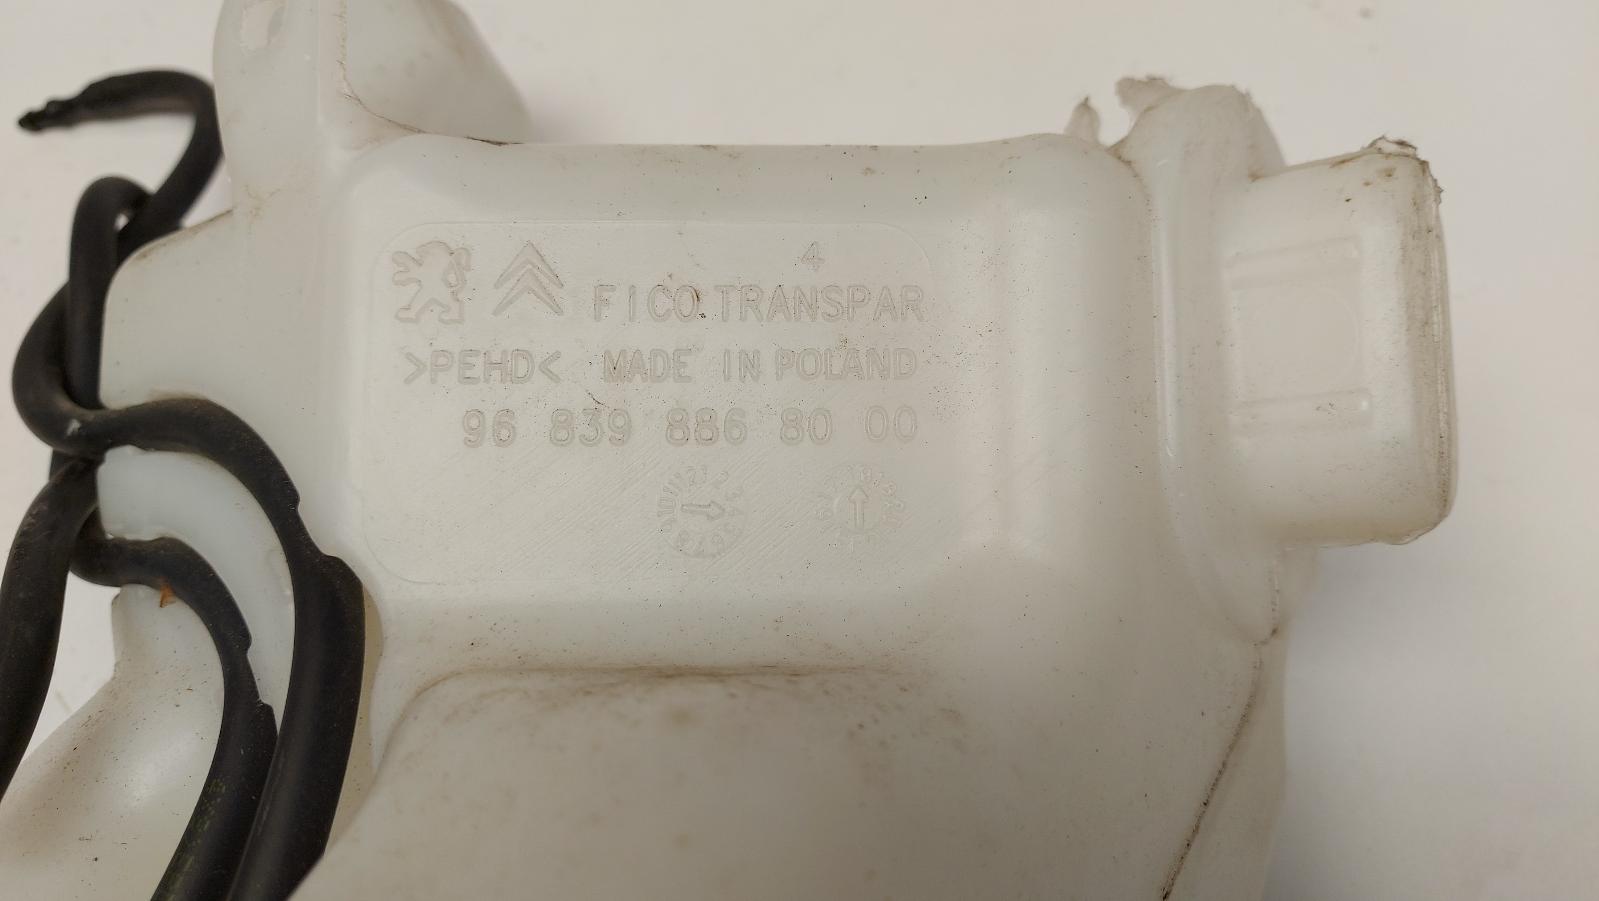 4
FICO TRANSPAR
>PEHD< MADE IN POLAND
96 839 886 80 00